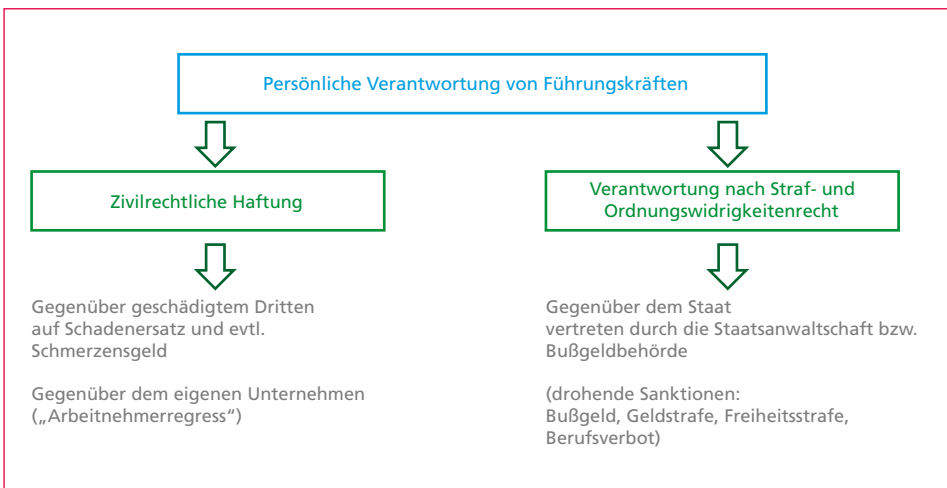 Persönliche Verantwortung von Führungskräften
Zivilrechtliche Haftung
Gegenüber geschädigtem Dritten
auf Schadenersatz und evtl.
Schmerzensgeld
Gegenüber dem eigenen Unternehmen
(„Arbeitnehmerregress“)
Verantwortung nach Straf- und
Ordnungswidrigkeitenrecht
Gegenüber dem Staat
vertreten durch die Staatsanwaltschaft bzw.
Bußgeldbehörde
(drohende Sanktionen:
Bußgeld, Geldstrafe, Freiheitsstrafe,
Berufsverbot)